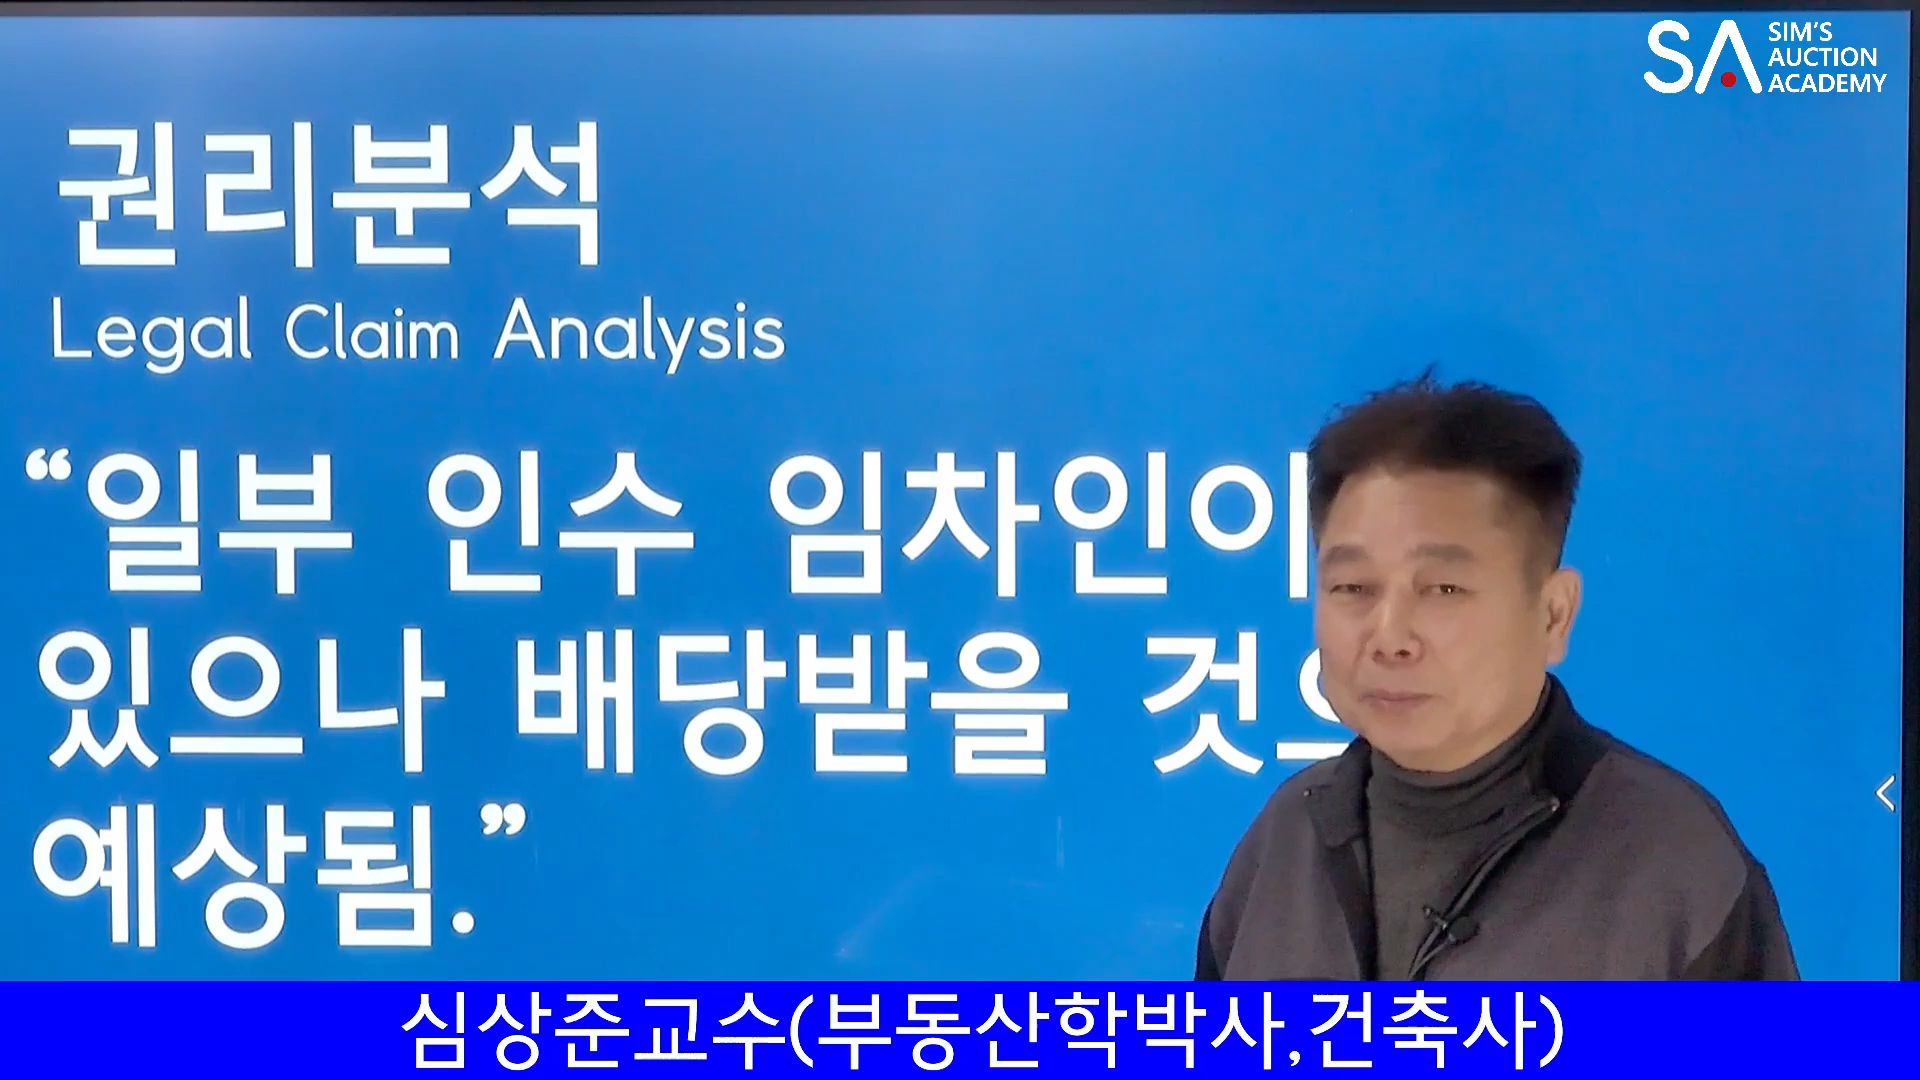 SA
SIM'S
AUCTION
ACADEMY
권리분석
Legal Claim Analysis
“일부 인수 임차인이
있으나 배당받을
예상됨.”
심상준교수(부동산학박사,건축사)